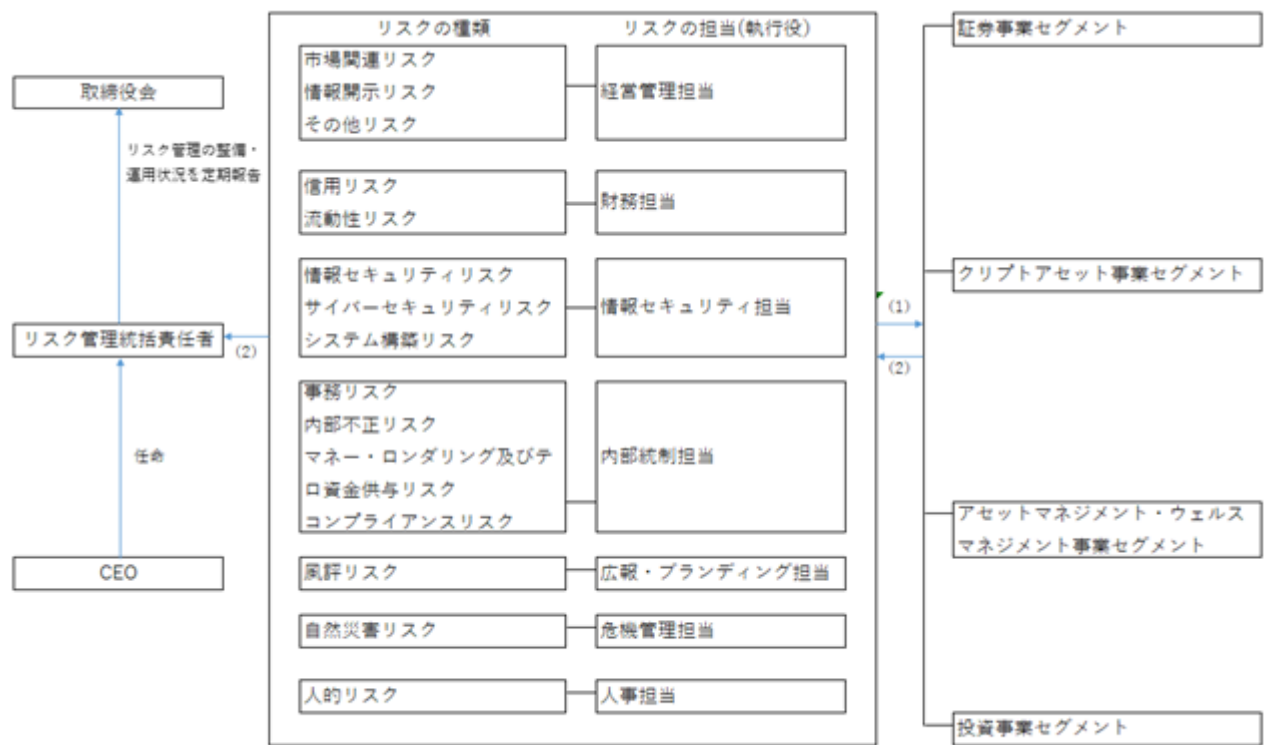 取締役会
リスク管理の整備・
運用状況を定期報告
リスク管理統括責任者
任命
CEO
(2)
リスクの種類
リスクの担当(執行役)
市場関連リスク
情報開示リスク
その他リスク
経営管理担当
信用リスク
流動性リスク
財務担当
情報セキュリティリスク
サイバーセキュリティリスク
システム構築リスク
情報セキュリティ担当
事務リスク
内部不正リスク
マネー・ロンダリング及びテ
ロ資金供与リスク
コンプライアンスリスク
内部統制担当
風評リスク
広報・ブランディング担当
自然災害リスク
危機管理担当
人的リスク
人事担当
(1)
(2)
証券事業セグメント
クリプトアセット事業セグメント
アセットマネジメント・ウェルス
マネジメント事業セグメント
投資事業セグメント